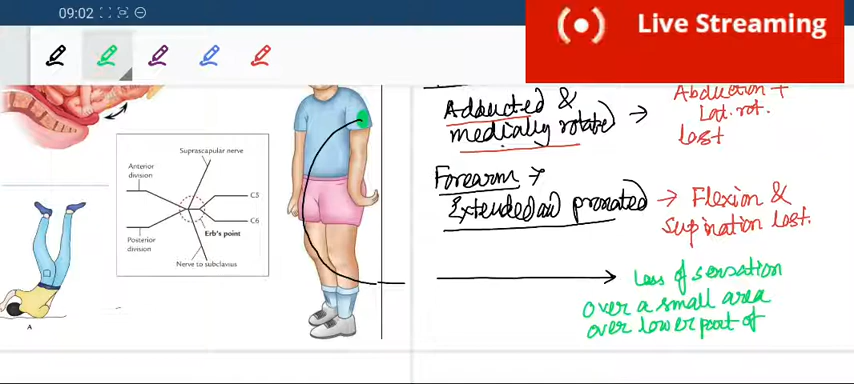 09:02
Live Streaming
Adducted &
medially rotate)
→ Abduction +
Lat. rot.
lost
Forearm →
Extended and pronated
→ Flexion &
supination lost.
Loss of sensation
over a small area
over lower part of
Suprascapular nerve
Anterior
division
C5
C6
Erb's point
Posterior
division
Nerve to subclavius
A